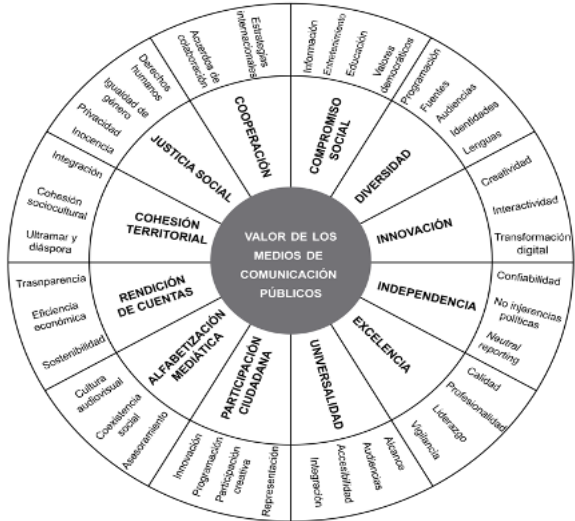 VALOR DE LOS
MEDIOS DE
COMUNICACIÓN
PÚBLICOS
COMPROMISO
SOCIAL
Información
Entretenimiento
Educación
Valores
democráticos
DIVERSIDAD
Programación
Fuentes
Audiencias
Identidades
Lenguas
INNOVACIÓN
Creatividad
Interactividad
Transformación
digital
INDEPENDENCIA
Confiabilidad
No injerencias
políticas
Neutral
reporting
EXCELENCIA
Calidad
Profesionalidad
Liderazgo
Vigilancia
UNIVERSALIDAD
Alcance
Audiencias
Accesibilidad
Integración
PARTICIPACIÓN
CIUDADANA
Innovación
Programación
Participación
creativa
Representación
ALFABETIZACIÓN
MEDIÁTICA
Cultura
audiovisual
Coexistencia
social
Asesoramiento
RENDICIÓN
DE CUENTAS
Trasnparencia
Eficiencia
económica
Sostenibilidad
COHESIÓN
TERRITORIAL
Integración
Cohesión
sociocultural
Ultramar y
diáspora
JUSTICIA SOCIAL
Derechos
humanos
Igualdad de
género
Privacidad
Inocencia
COOPERACIÓN
Acuerdos de
colaboración
Estrategias
internacionales